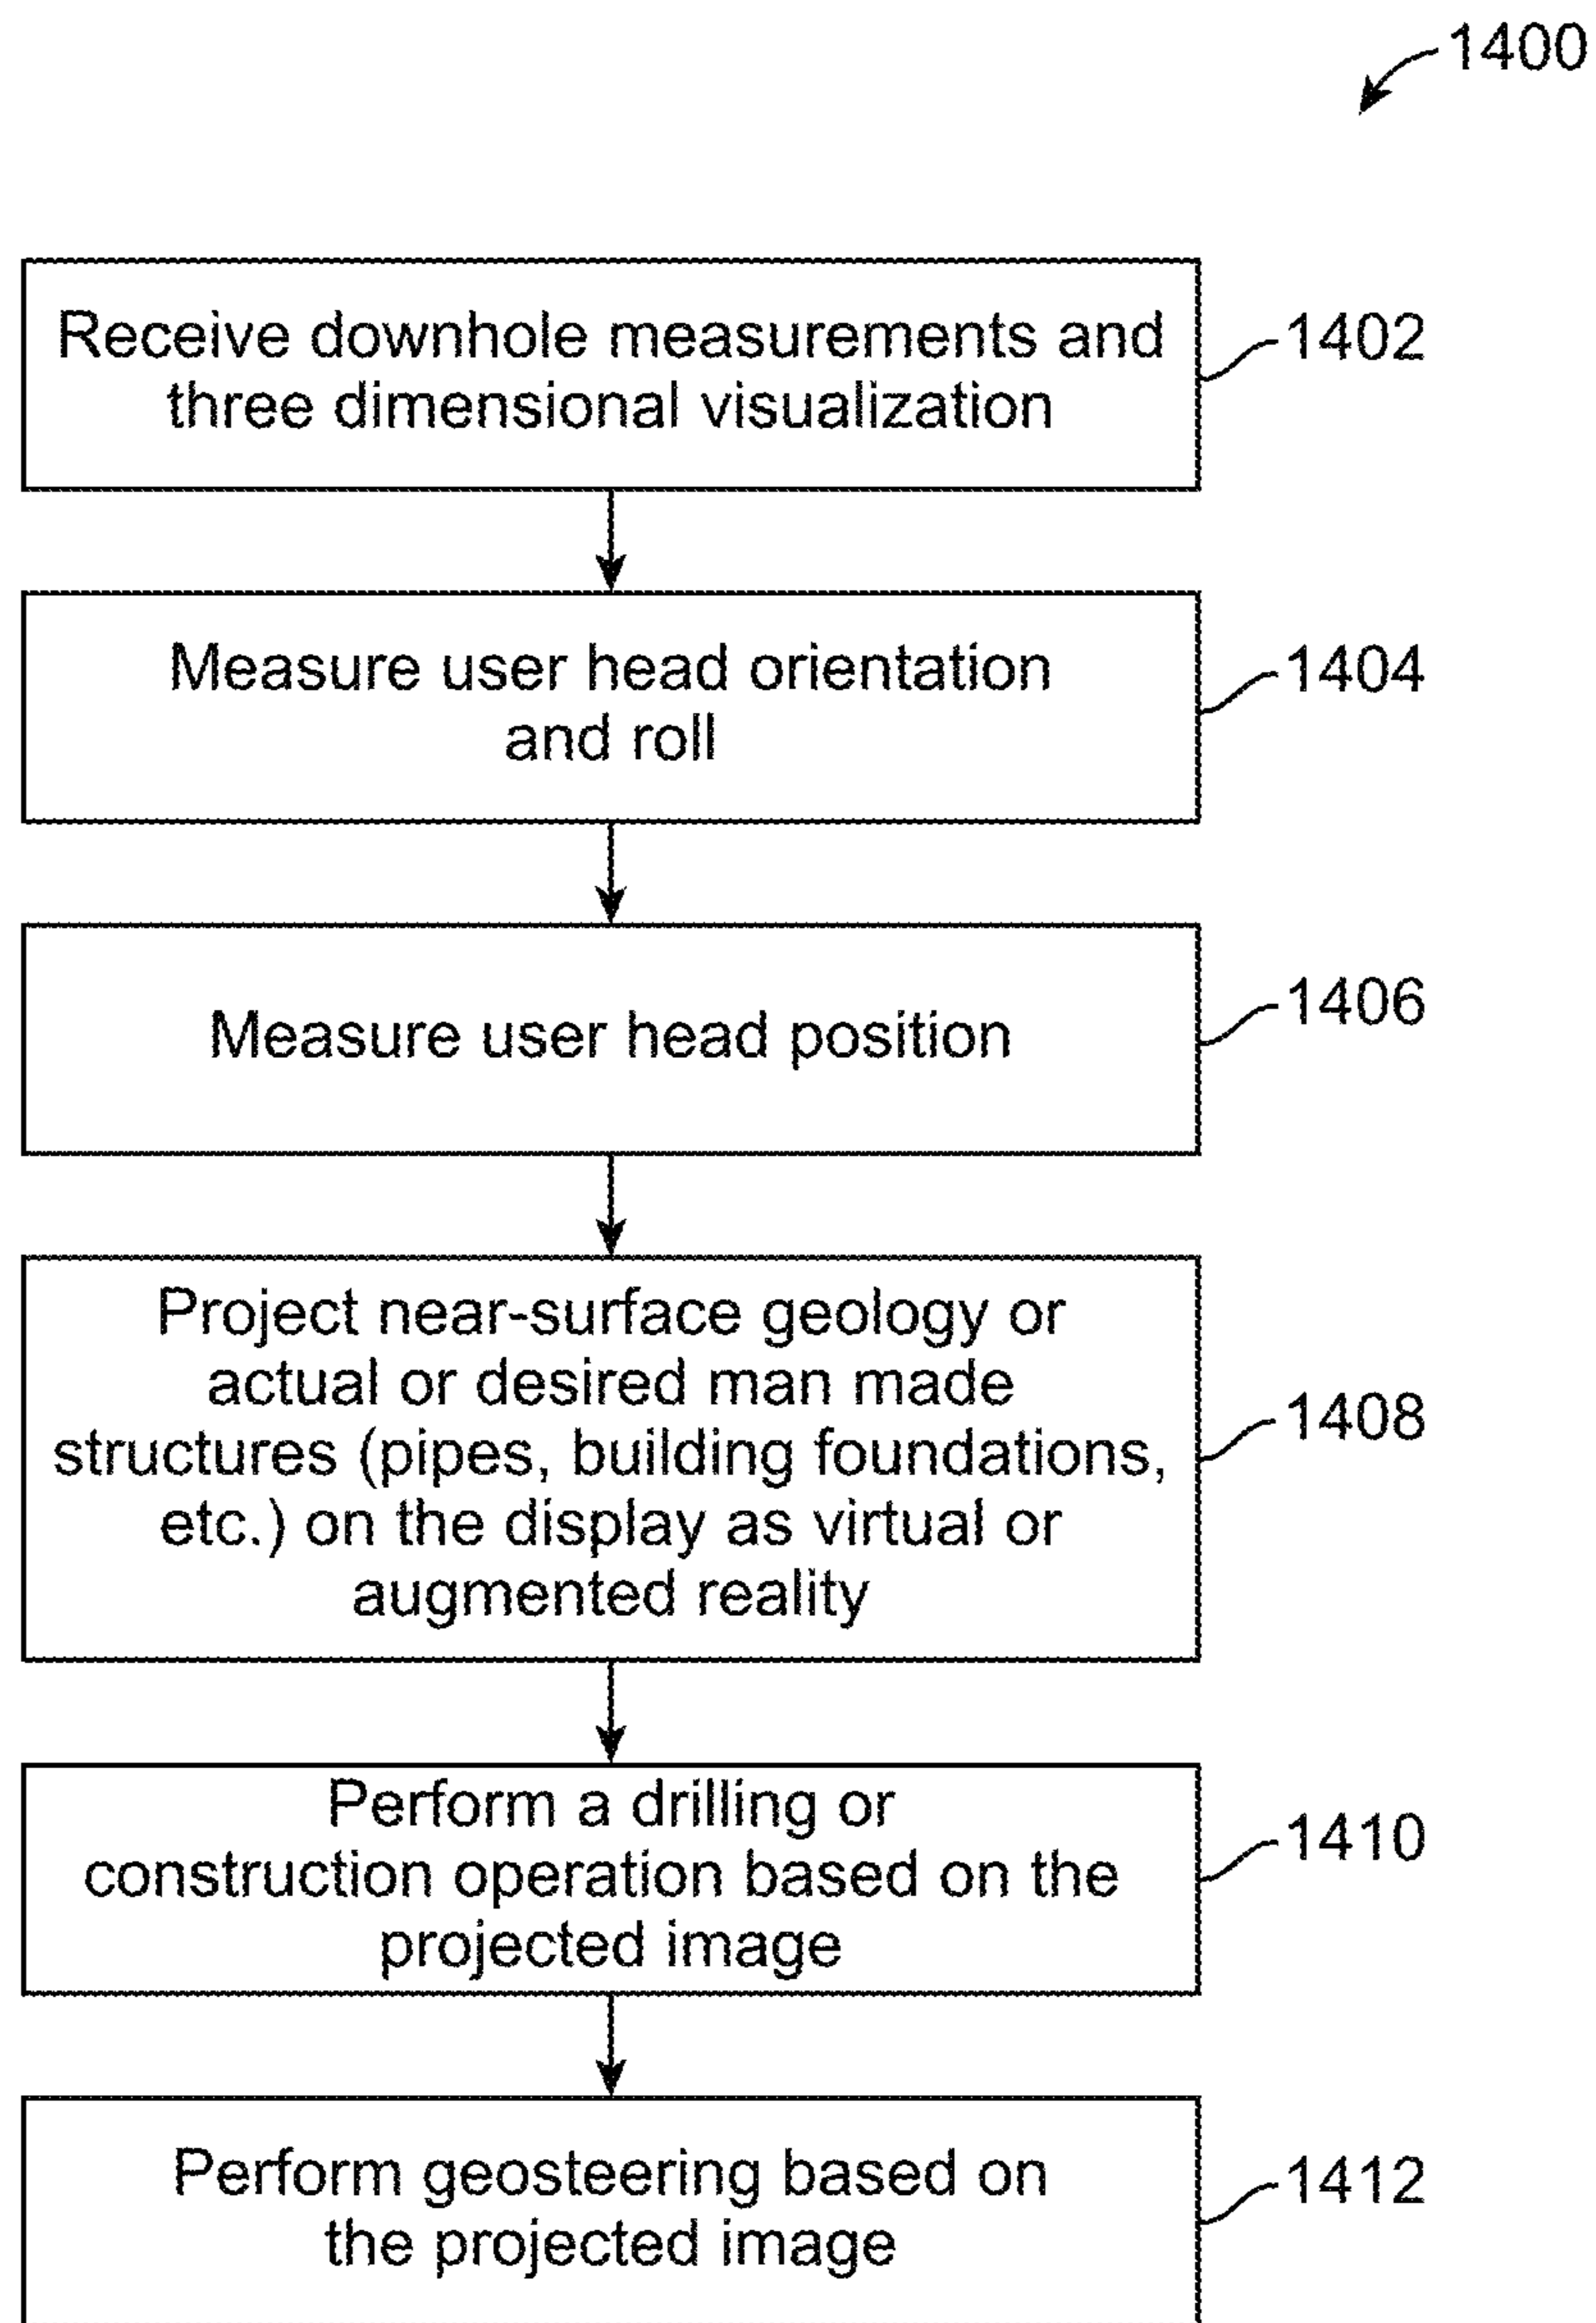 1400
Receive downhole measurements and
three dimensional visualization
1402
Measure user head orientation
and roll
1404
Measure user head position
1406
Project near-surface geology or
actual or desired man made
structures (pipes, building foundations,
etc.) on the display as virtual or
augmented reality
1408
Perform a drilling or
construction operation based on the
projected image
1410
Perform geosteering based on
the projected image
1412